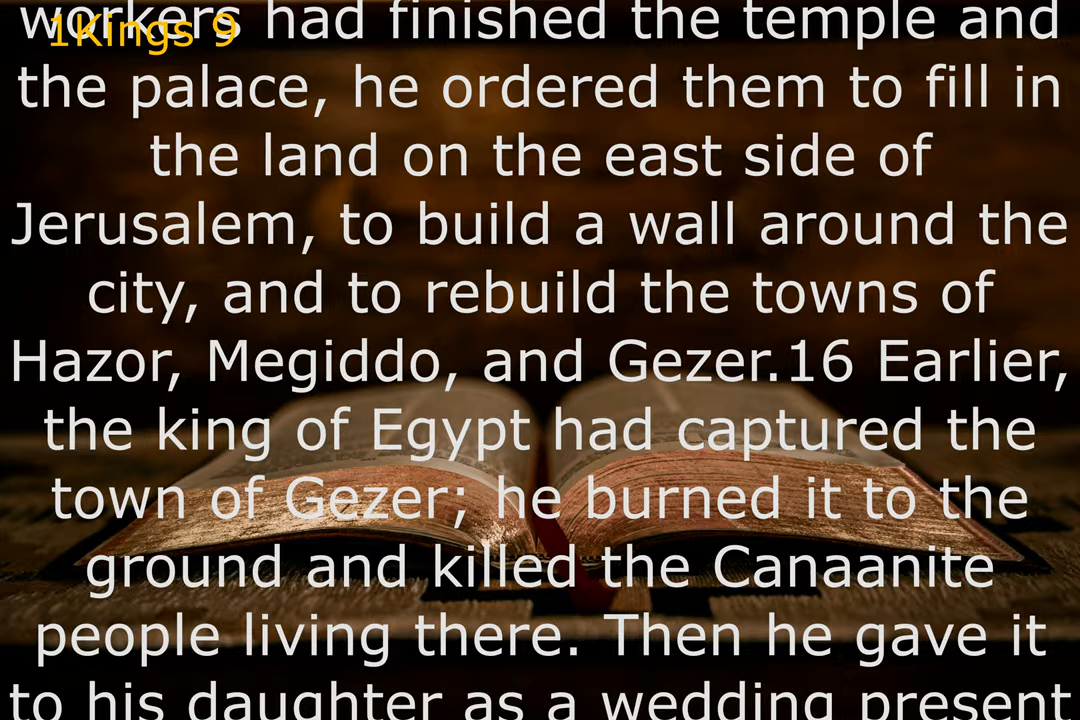 1Kings 9
workers had finished the temple and
the palace, he ordered them to fill in
the land on the east side of
Jerusalem, to build a wall around the
city, and to rebuild the towns of
Hazor, Megiddo, and Gezer.16 Earlier,
the king of Egypt had captured the
town of Gezer; he burned it to the
ground and killed the Canaanite
people living there. Then he gave it
to his daughter as a wedding present